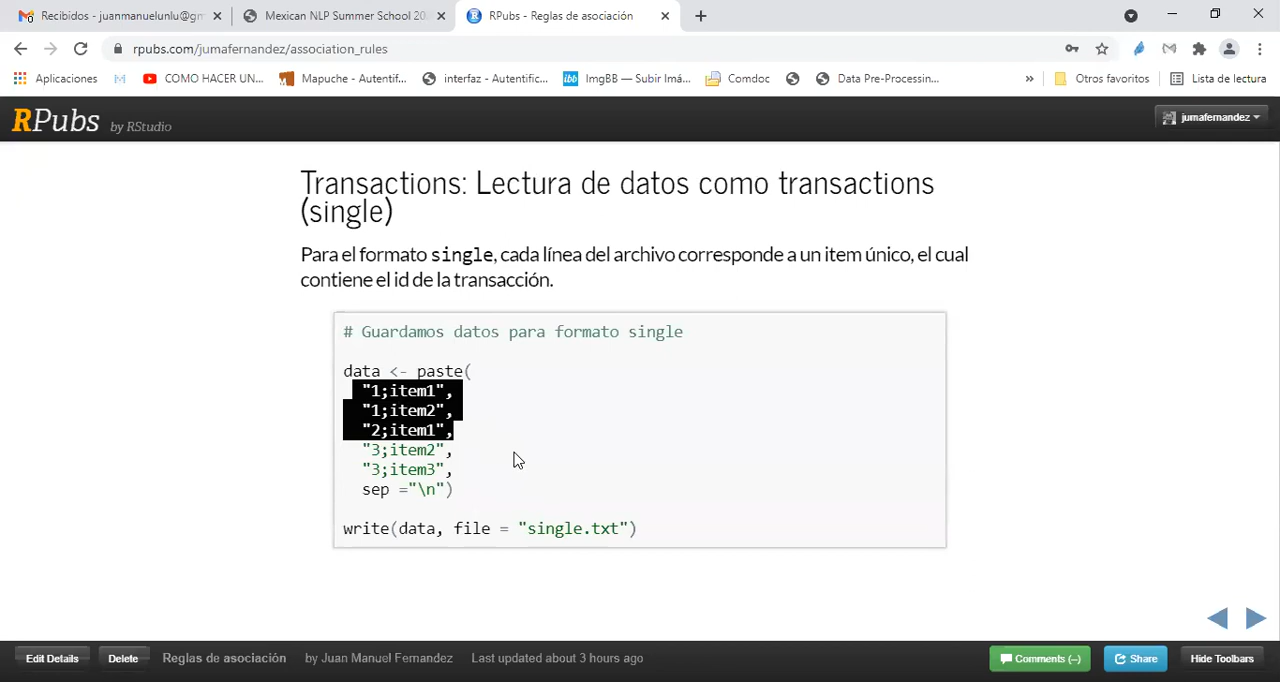 Recibidos - juanmanuelunlu@gm
Mexican NLP Summer School 20
RPubs - Reglas de asociación
rpubs.com/jumafernandez/association_rules
Aplicaciones
COMO HACER UN...
Mapuche - Autentif...
interfaz - Autentific...
ibb
ImgBB — Subir Imá...
Comdoc
Data Pre-Processin...
»
Otros favoritos
Lista de lectura
RPubs by RStudio
jumafernandez
Transactions: Lectura de datos como transactions
(single)
Para el formato single, cada línea del archivo corresponde a un item único, el cual
contiene el id de la transacción.
# Guardamos datos para formato single
data <- paste(
"1;item1",
"1;item2",
"2;item1",
"3;item2",
"3;item3",
sep ="\n")
write(data, file = "single.txt")
Edit Details
Delete
Reglas de asociación
by Juan Manuel Fernandez
Last updated about 3 hours ago
Comments (–)
Share
Hide Toolbars